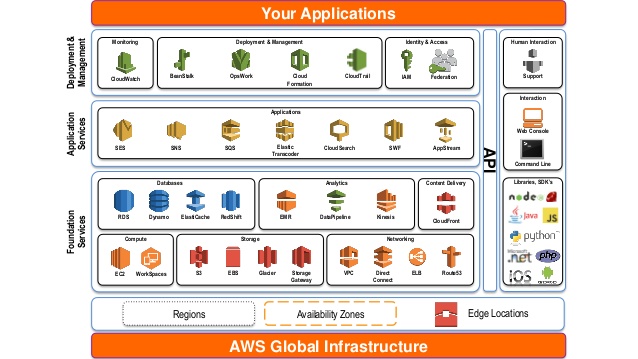 Your Applications
Deployment &
Management
Monitoring
CloudWatch
Deployment & Management
BeanStalk
OpsWork
Cloud
Formation
CloudTrail
Identity & Access
IAM
Federation
Application
Services
Applications
SES
SNS
SQS
Elastic
Transcoder
CloudSearch
SWF
AppStream
Foundation
Services
Databases
RDS
Dynamo
ElastiCache
RedShift
Analytics
EMR
DataPipeline
Kinesis
Content Delivery
CloudFront
Compute
EC2
WorkSpaces
Storage
S3
EBS
Glacier
Storage
Gateway
Networking
VPC
Direct
Connect
ELB
Route53
API
Human Interaction
Support
Interaction
Web Console
Command Line
Libraries, SDK's
node
Java
JS
python
Microsoft
.net
php
iOS
android
Regions
Availability Zones
Edge Locations
AWS Global Infrastructure